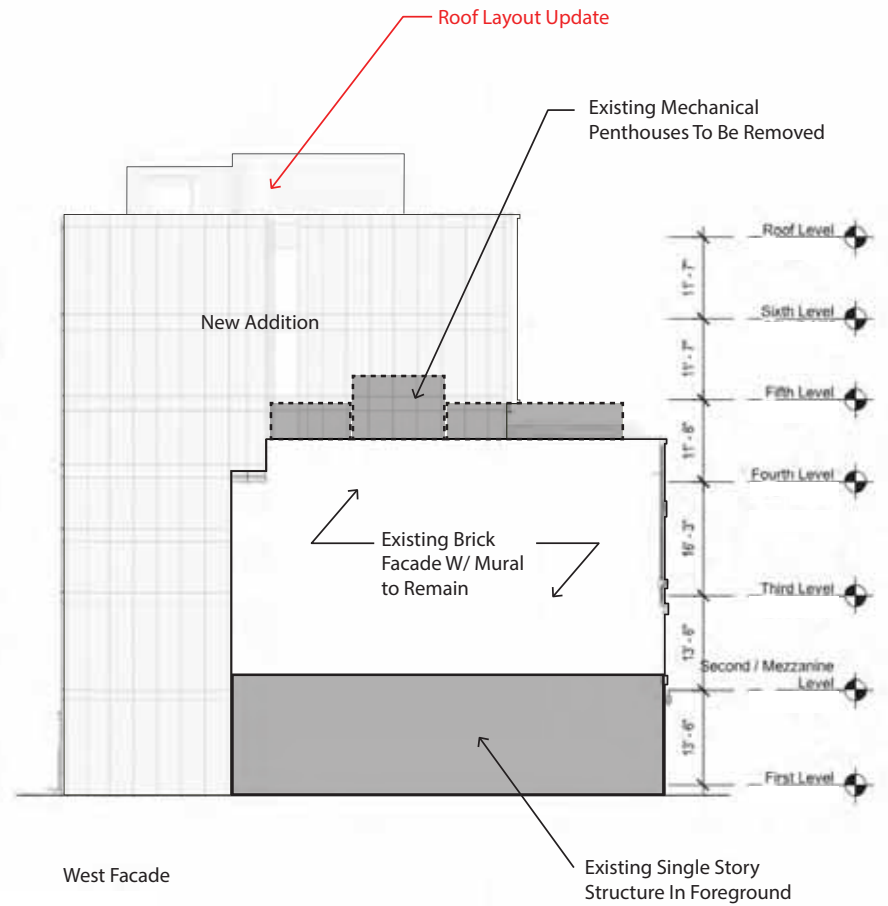 Roof Layout Update
Existing Mechanical
Penthouses To Be Removed
Roof Level
11' - 7"
New Addition
Sixth Level
11' - 7"
Fifth Level
11' - 6"
Fourth Level
16' - 3"
Existing Brick
Facade W/ Mural
to Remain
Third Level
13' - 6"
Second / Mezzanine
Level
13' - 6"
First Level
West Facade
Existing Single Story
Structure In Foreground